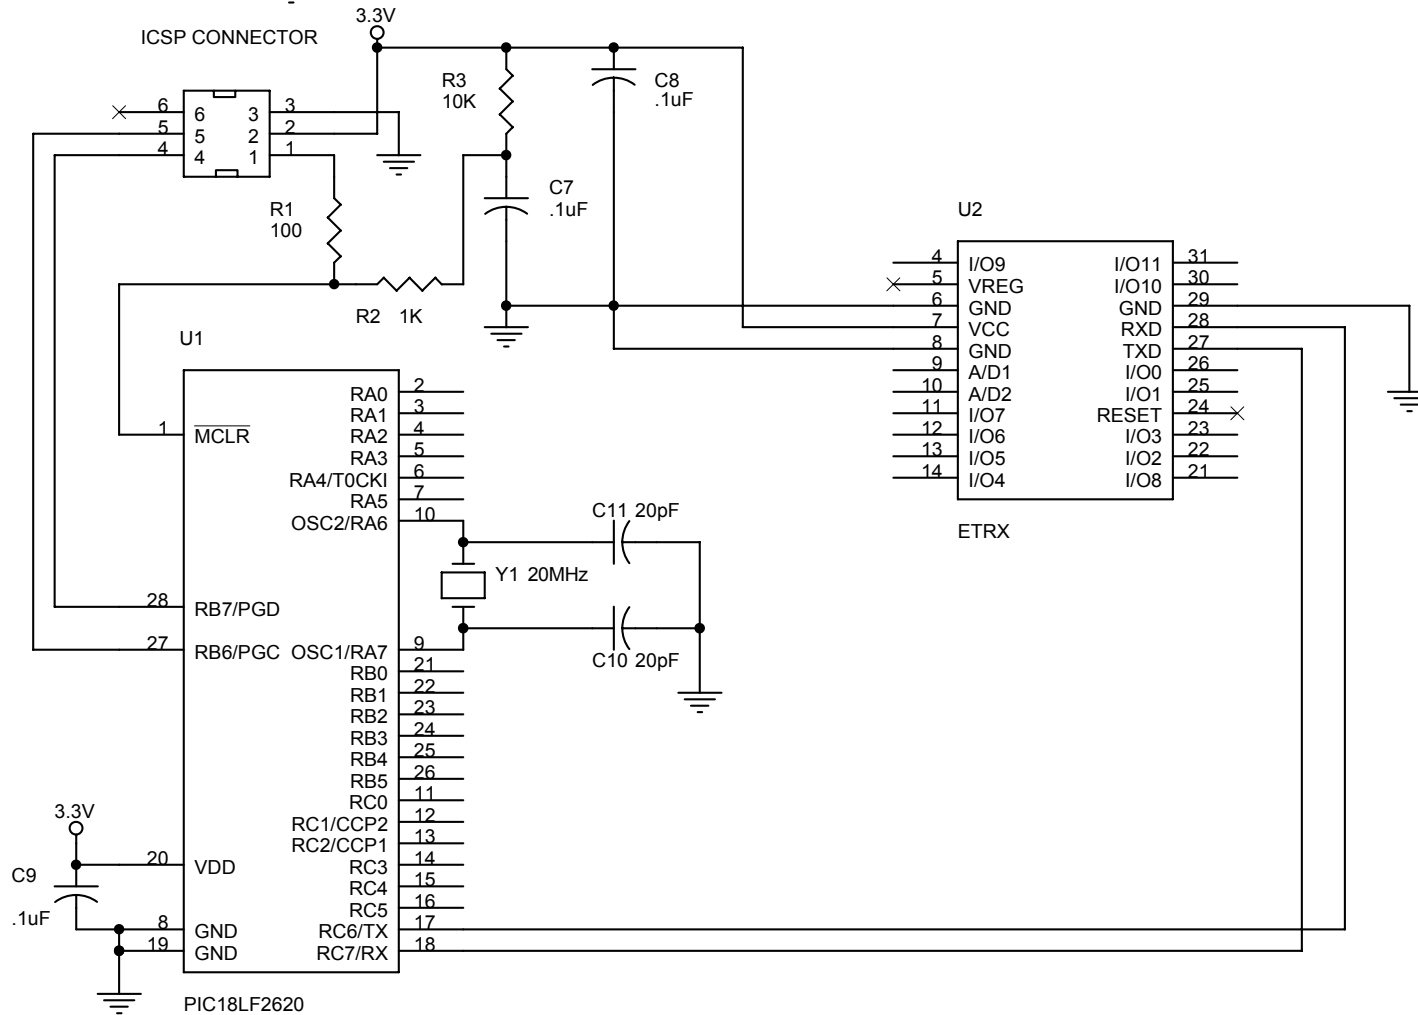 3.3V
ICSP CONNECTOR
6 6 3 3
5 5 2 2
4 4 1 1
R3
10K
C8
.1uF
C7
.1uF
R1
100
R2 1K
U2
4 I/O9 I/O11 31
5 VREG I/O10 30
6 GND GND 29
7 VCC RXD 28
8 GND TXD 27
9 A/D1 I/O0 26
10 A/D2 I/O1 25
11 I/O7 RESET 24
12 I/O6 I/O3 23
13 I/O5 I/O2 22
14 I/O4 I/O8 21
ETRX
U1
RA0 2
RA1 3
1 MCLR RA2 4
RA3 5
RA4/T0CKI 6
RA5 7
OSC2/RA6 10
C11 20pF
Y1 20MHz
28 RB7/PGD
27 RB6/PGC OSC1/RA7 9
C10 20pF
RB0 21
RB1 22
RB2 23
RB3 24
RB4 25
RB5 26
RC0 11
RC1/CCP2 12
RC2/CCP1 13
3.3V
20 VDD RC3 14
C9
.1uF
RC4 15
RC5 16
8 GND RC6/TX 17
19 GND RC7/RX 18
PIC18LF2620